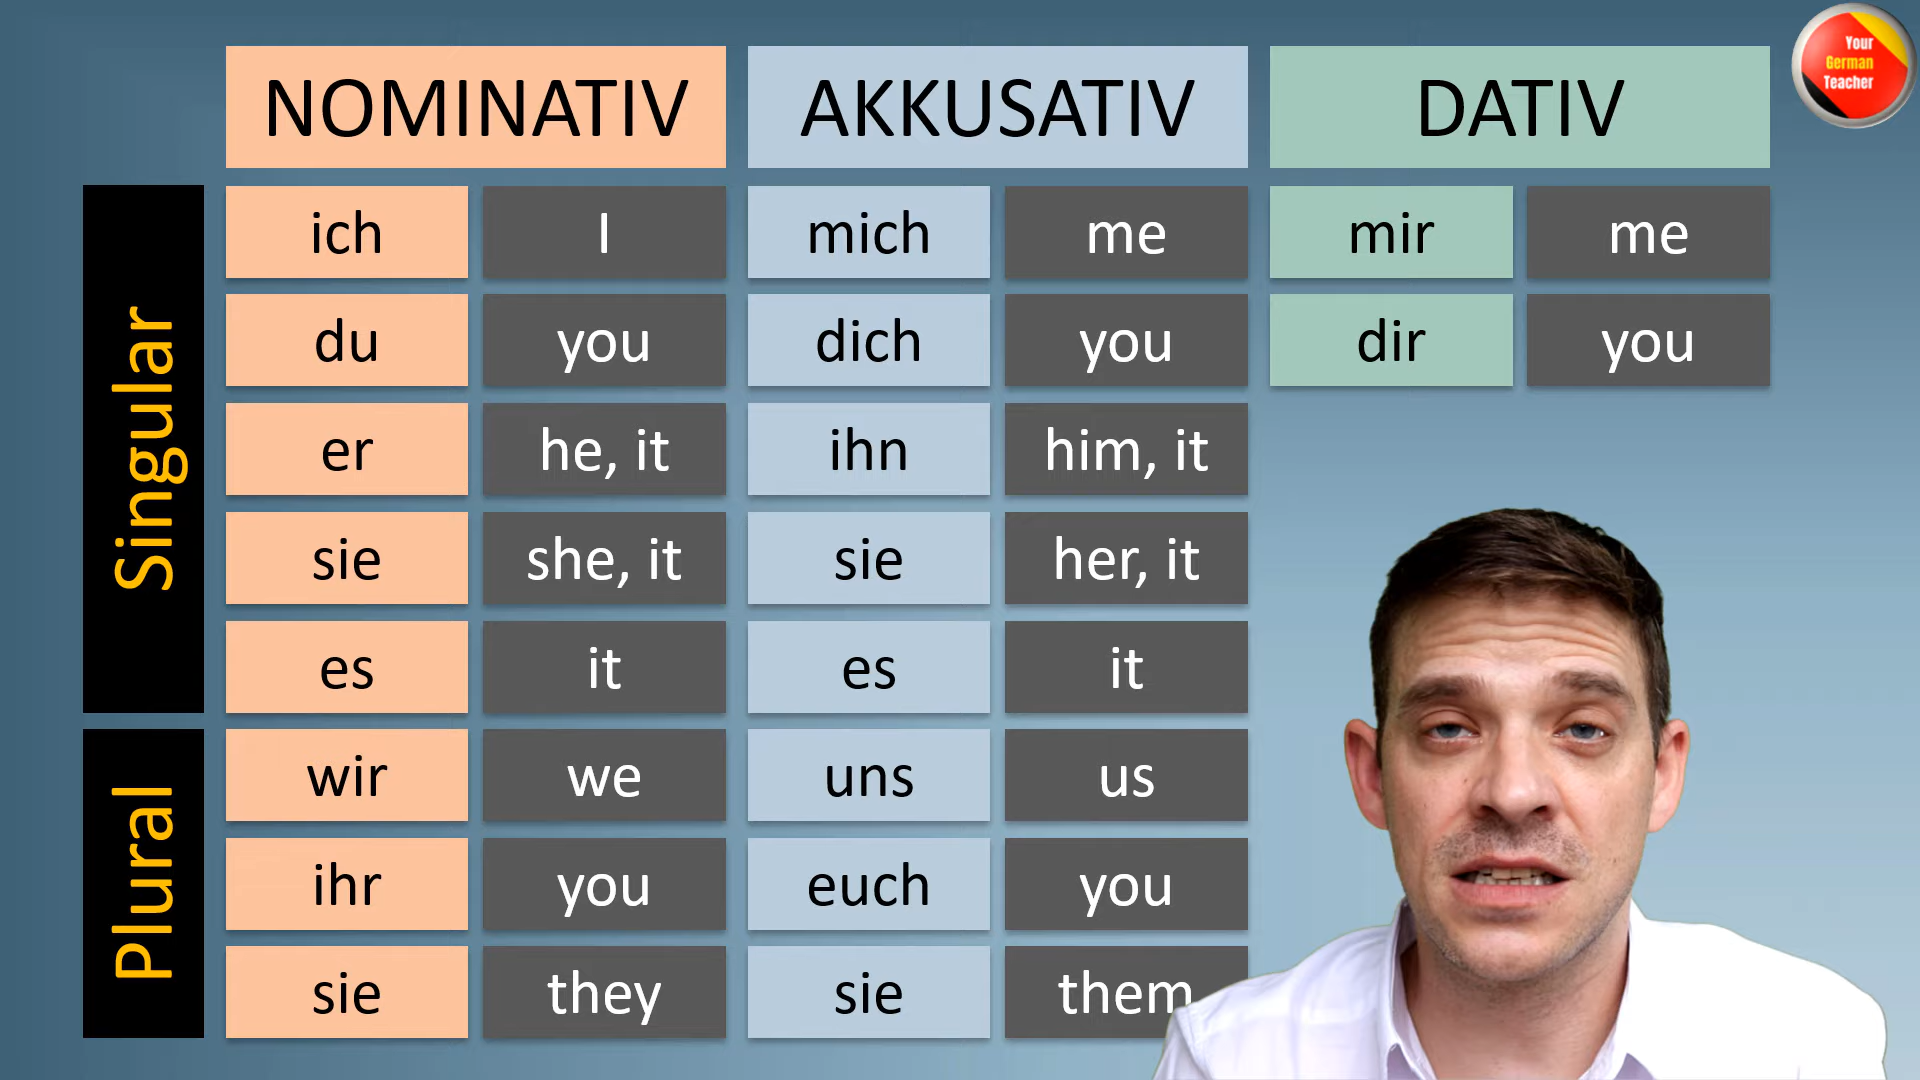 NOMINATIV AKKUSATIV DATIV
Your
German
Teacher
Singular
ich I mich me mir me
du you dich you dir you
er he, it ihn him, it
sie she, it sie her, it
es it es it
Plural
wir we uns us
ihr you euch you
sie they sie them